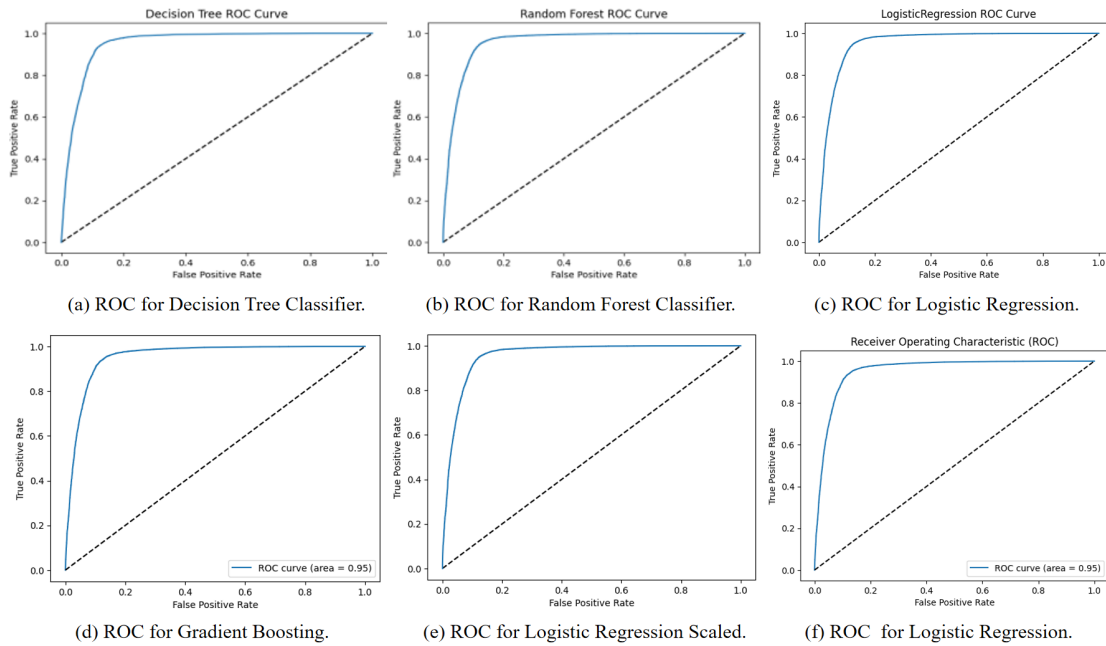 Decision Tree ROC Curve
1.0
0.8
0.6
0.4
0.2
0.0
True Positive Rate
0.0 0.2 0.4 0.6 0.8 1.0
False Positive Rate
(a) ROC for Decision Tree Classifier.
Random Forest ROC Curve
1.0
0.8
0.6
0.4
0.2
0.0
True Positive Rate
0.0 0.2 0.4 0.6 0.8 1.0
False Positive Rate
(b) ROC for Random Forest Classifier.
LogisticRegression ROC Curve
1.0
0.8
0.6
0.4
0.2
0.0
True Positive Rate
0.0 0.2 0.4 0.6 0.8 1.0
False Positive Rate
(c) ROC for Logistic Regression.
1.0
0.8
0.6
0.4
0.2
0.0
True Positive Rate
ROC curve (area = 0.95)
0.0 0.2 0.4 0.6 0.8 1.0
False Positive Rate
(d) ROC for Gradient Boosting.
1.0
0.8
0.6
0.4
0.2
0.0
True Positive Rate
0.0 0.2 0.4 0.6 0.8 1.0
False Positive Rate
(e) ROC for Logistic Regression Scaled.
Receiver Operating Characteristic (ROC)
1.0
0.8
0.6
0.4
0.2
0.0
True Positive Rate
ROC curve (area = 0.95)
0.0 0.2 0.4 0.6 0.8 1.0
False Positive Rate
(f) ROC for Logistic Regression.